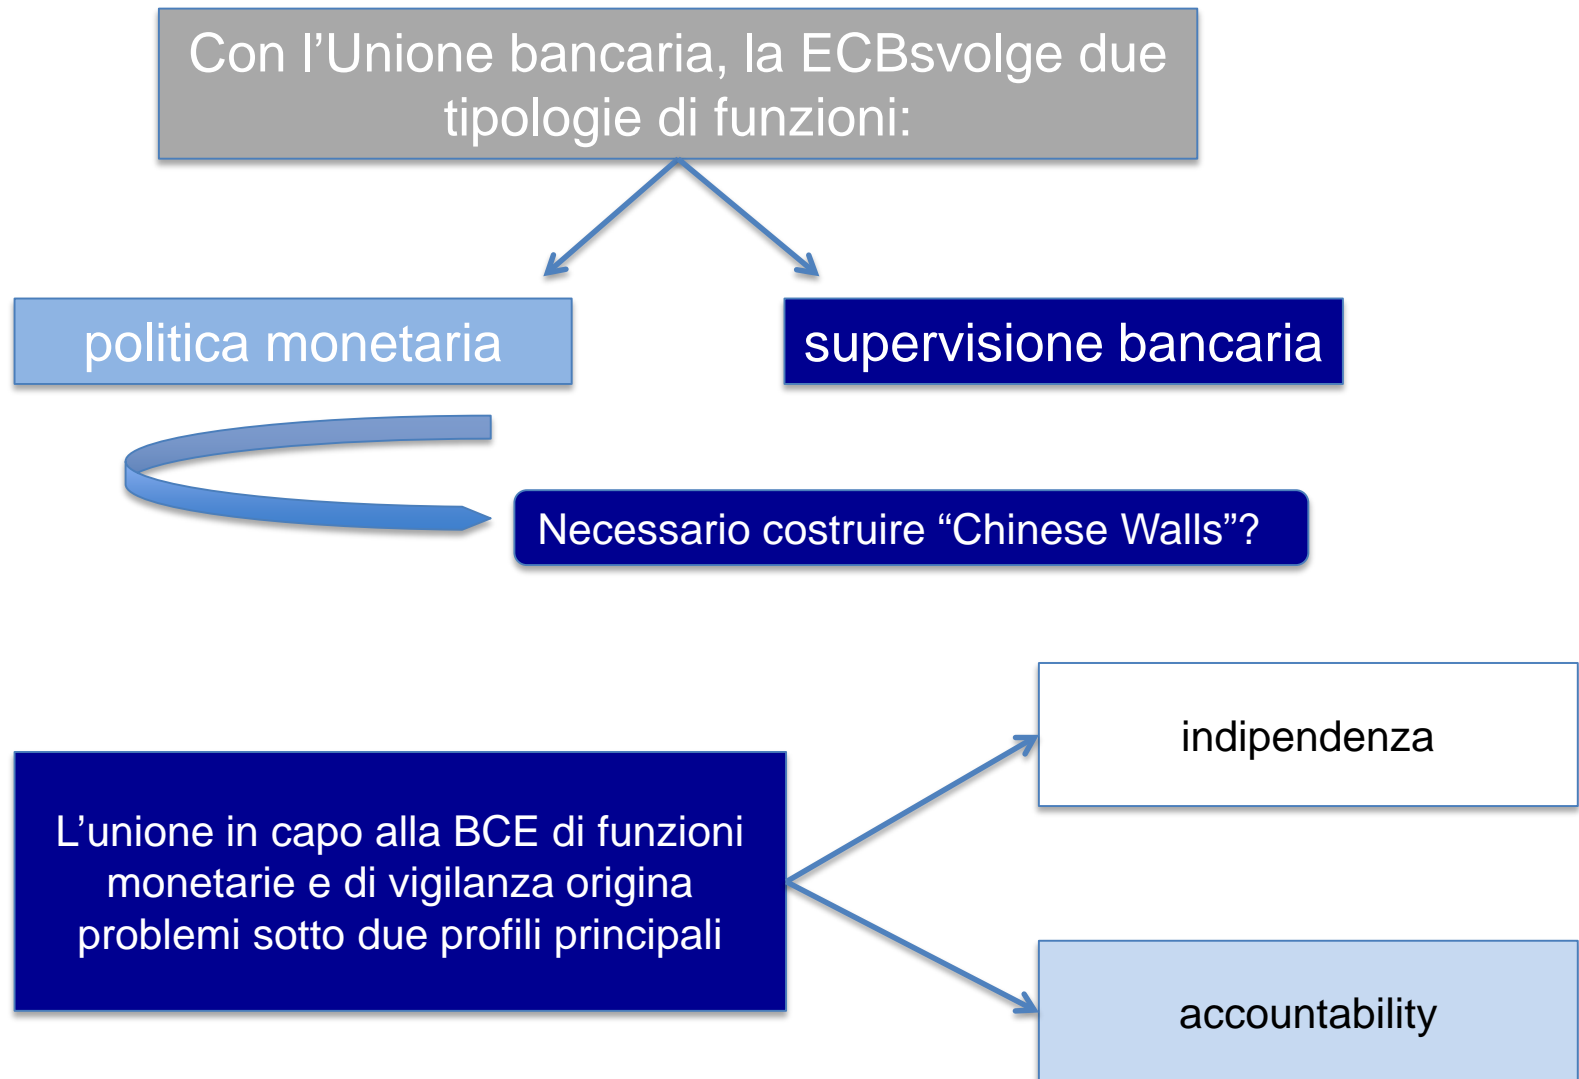 Con l’Unione bancaria, la ECBsvolge due
tipologie di funzioni:
politica monetaria
supervisione bancaria
Necessario costruire “Chinese Walls”?
L’unione in capo alla BCE di funzioni
monetarie e di vigilanza origina
problemi sotto due profili principali
indipendenza
accountability